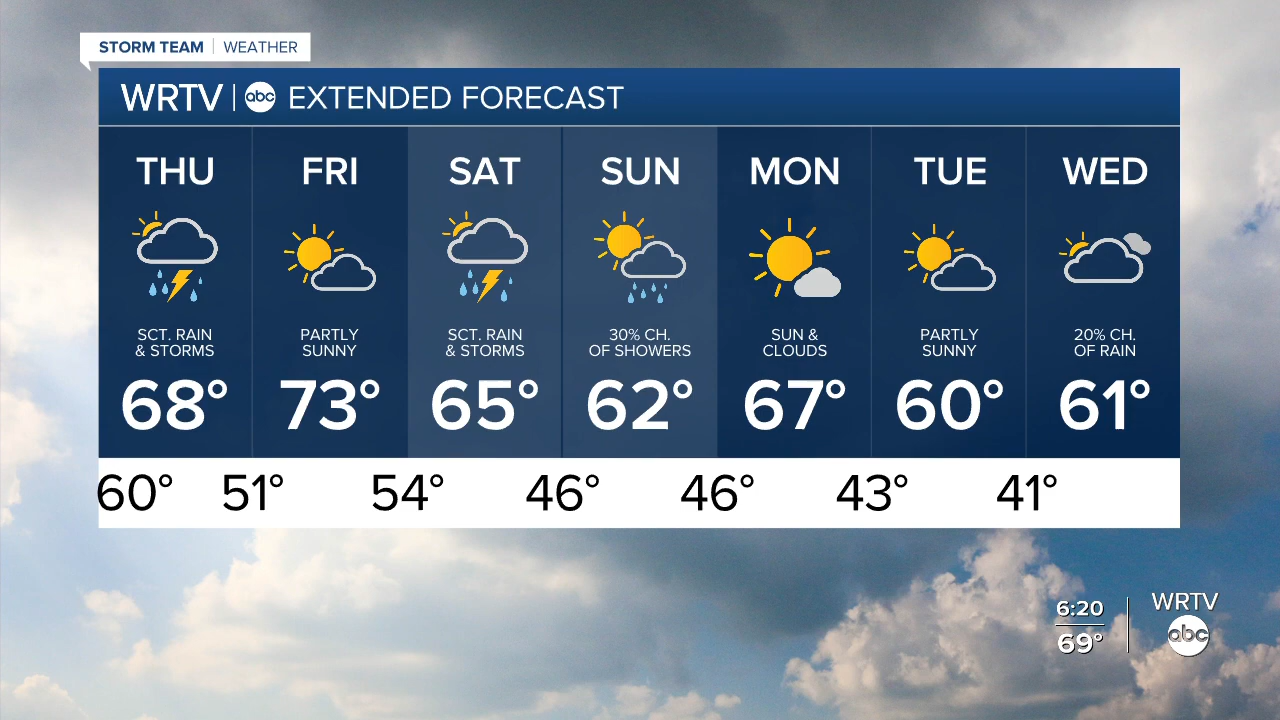 STORM TEAM | WEATHER
WRTV | abc EXTENDED FORECAST
THU FRI SAT SUN MON TUE WED
SCT. RAIN
& STORMS
PARTLY
SUNNY
SCT. RAIN
& STORMS
30% CH.
OF SHOWERS
SUN &
CLOUDS
PARTLY
SUNNY
20% CH.
OF RAIN
68° 73° 65° 62° 67° 60° 61°
60° 51° 54° 46° 46° 43° 41°
6:20
69°
WRTV
abc